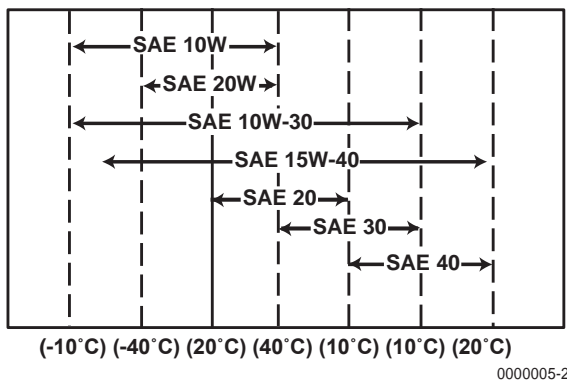 SAE 10W
SAE 20W
SAE 10W-30
SAE 15W-40
SAE 20
SAE 30
SAE 40
(-10˚C) (-40˚C) (20˚C) (40˚C) (10˚C) (10˚C) (20˚C)
0000005-2